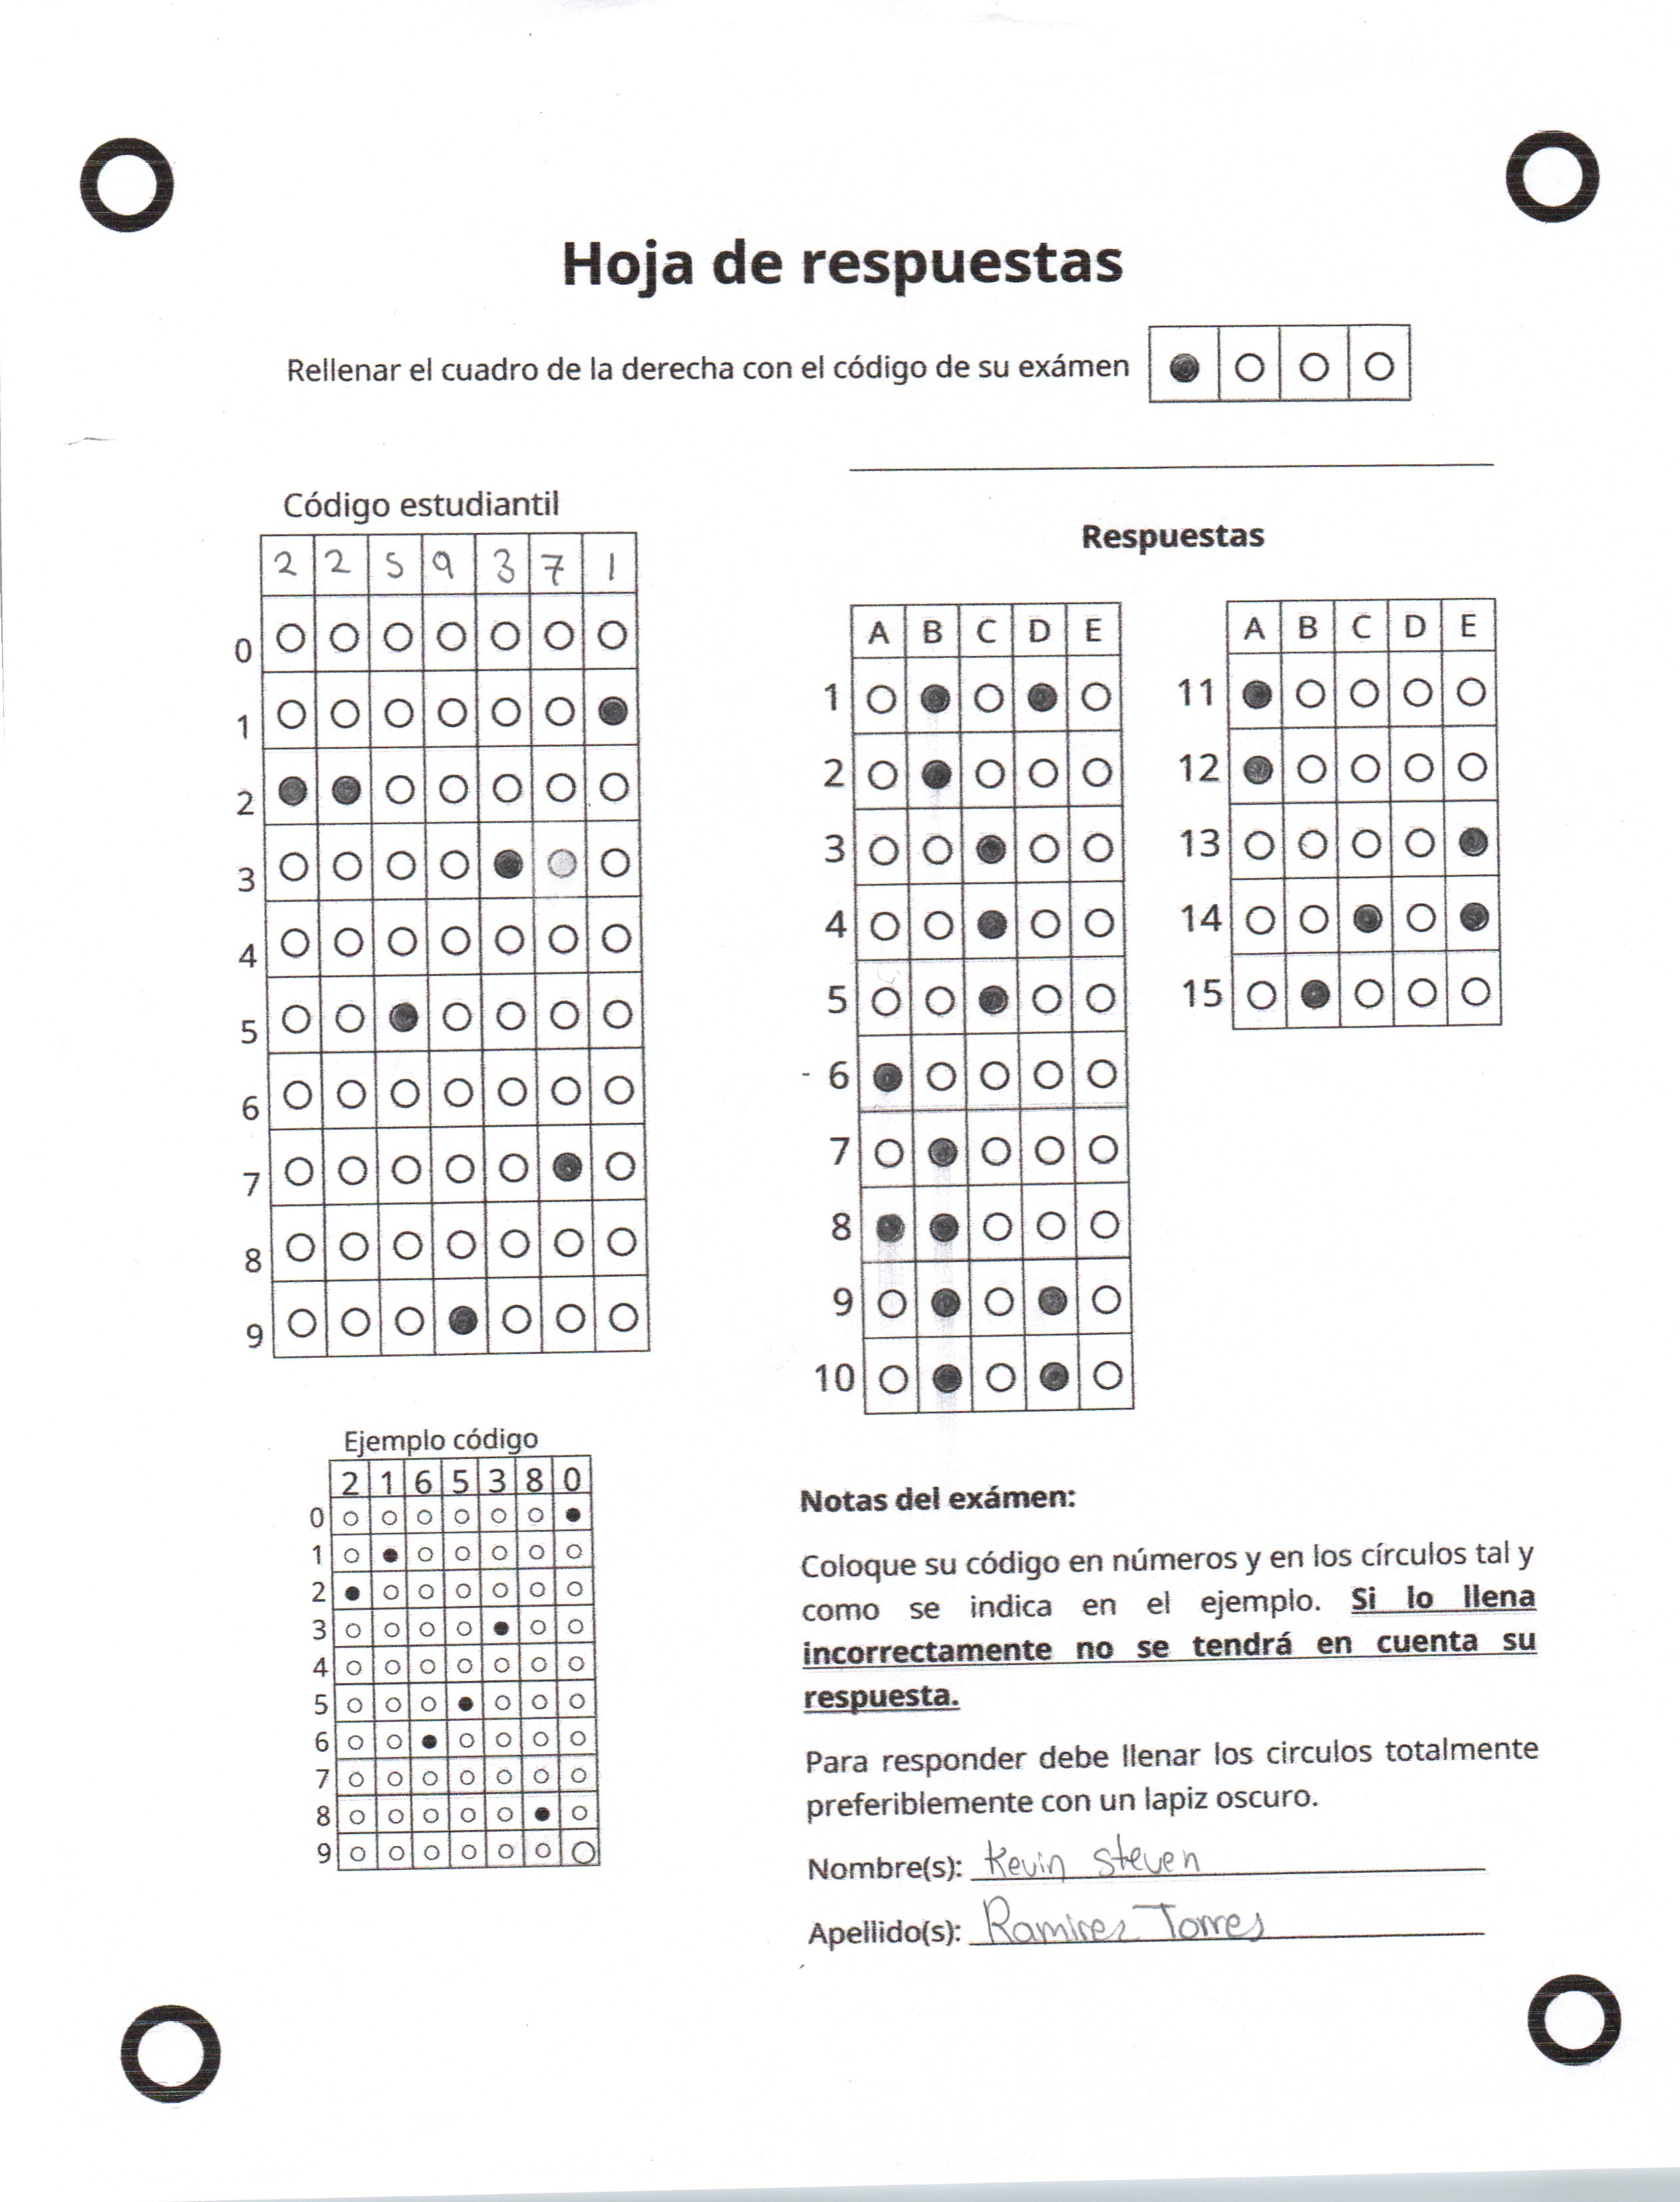 Hoja de respuestas
Rellenar el cuadro de la derecha con el código de su exámen
Código estudiantil
2 2 5 9 3 7 1
0
1
2
3
4
5
6
7
8
9
Ejemplo código
2 1 6 5 3 8 0
0
1
2
3
4
5
6
7
8
9
Respuestas
A B C D E
1
2
3
4
5
- 6
7
8
9
10
A B C D E
11
12
13
14
15
Notas del exámen:
Coloque su código en números y en los círculos tal y
como se indica en el ejemplo. Si lo llena
incorrectamente no se tendrá en cuenta su
respuesta.
Para responder debe llenar los circulos totalmente
preferiblemente con un lapiz oscuro.
Nombre(s): Kevin Steven
Apellido(s): Ramirez Torres